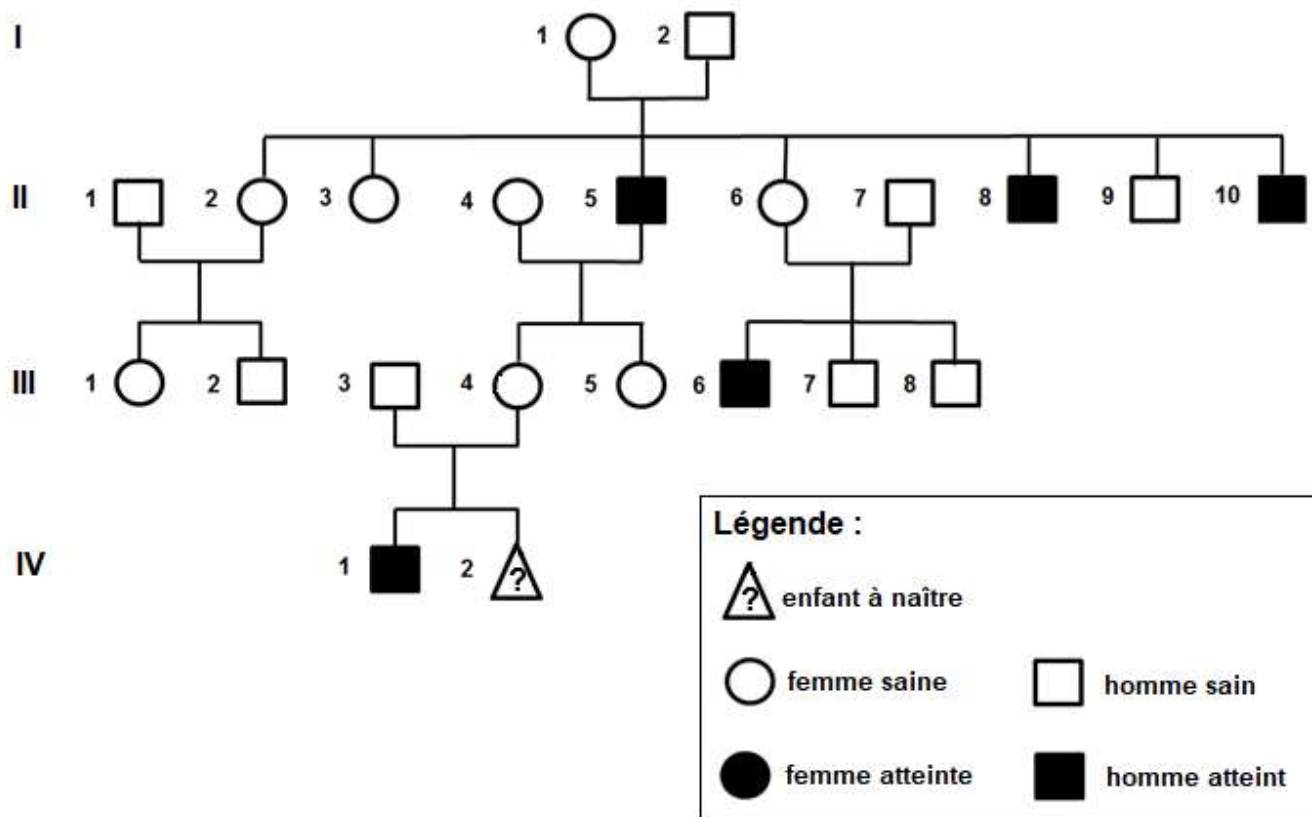 I 1 2
II 1 2 3 4 5 6 7 8 9 10
III 1 2 3 4 5 6 7 8
IV 1 2 ?
Légende :
? enfant à naître
femme saine homme sain
femme atteinte homme atteint